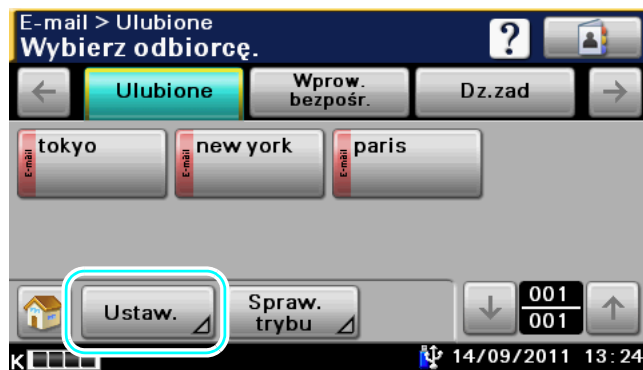 E-mail > Ulubione
Wybierz odbiorcę.
?
Ulubione
Wprow.
bezpośr.
Dz.zad
E-mail
tokyo
E-mail
new york
E-mail
paris
Ustaw.
Spraw.
trybu
001
001
K
14/09/2011 13:24